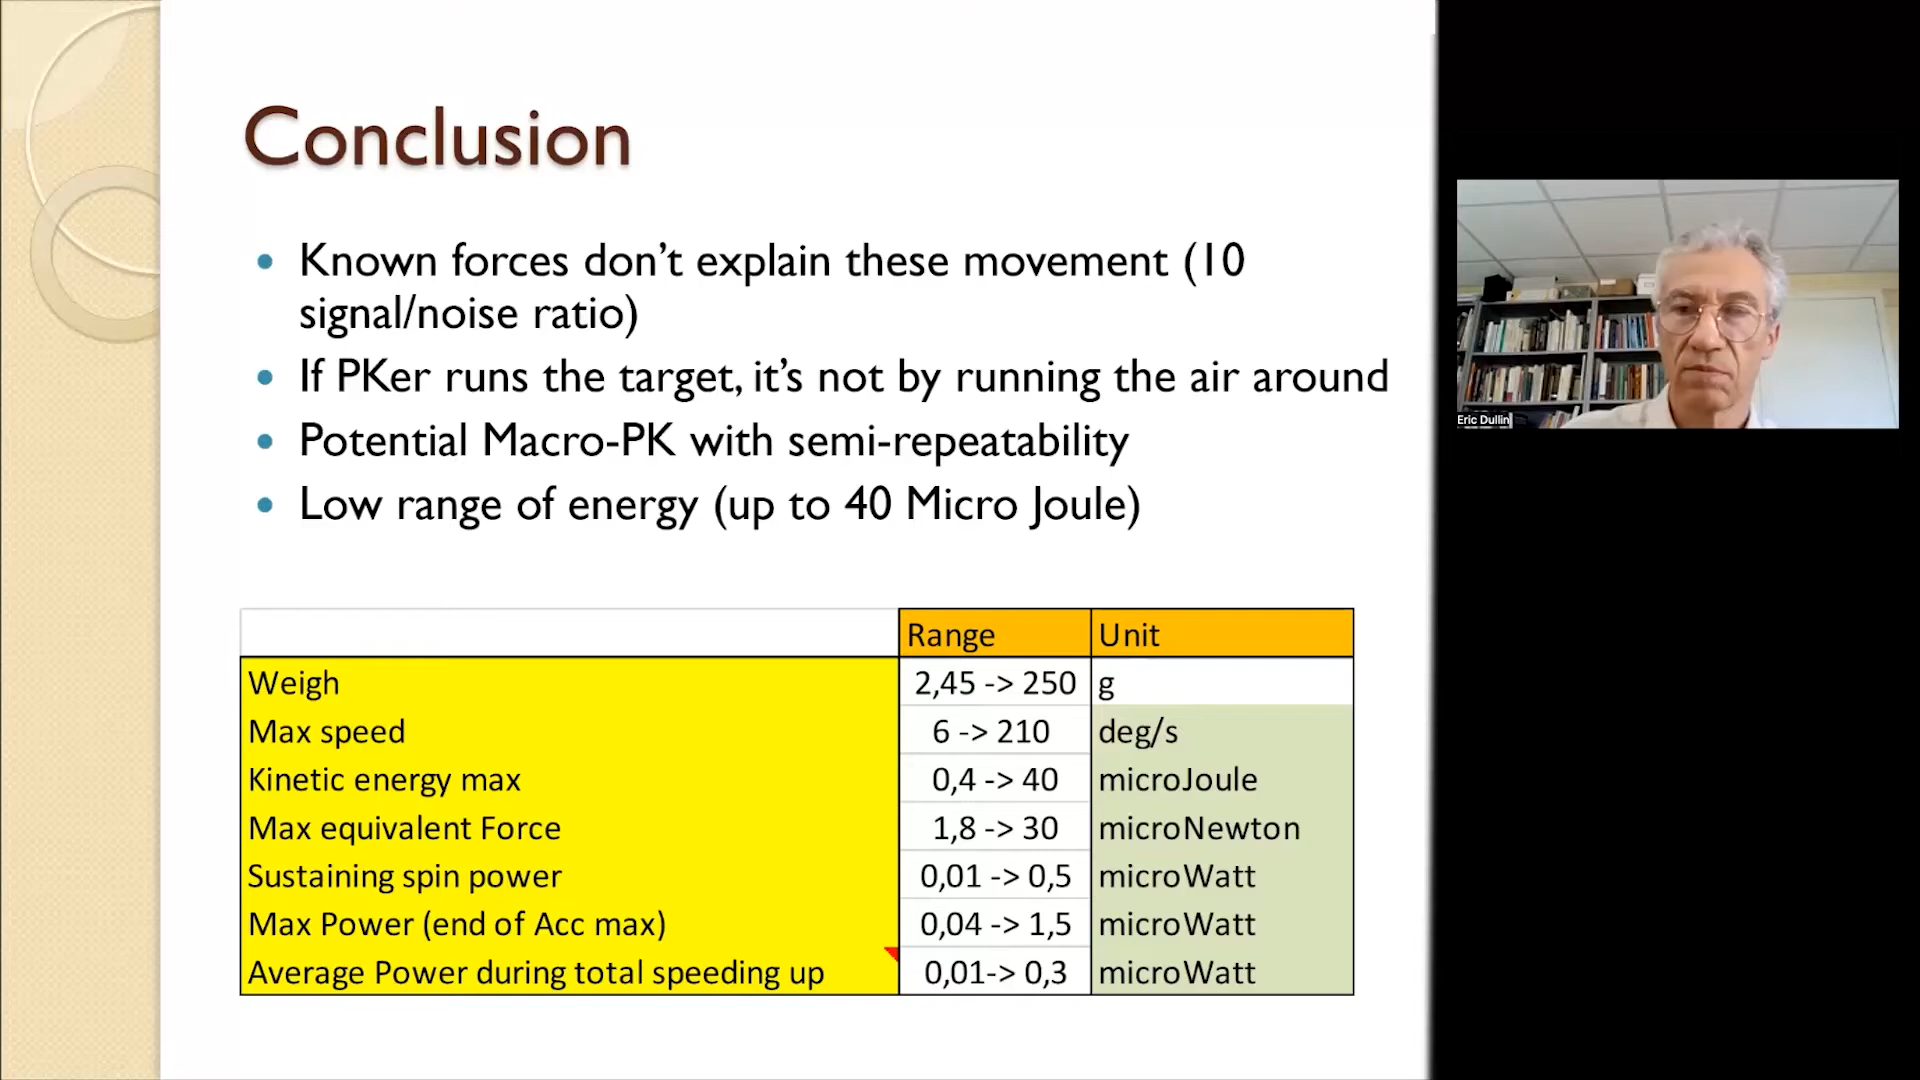 Conclusion
Known forces don't explain these movement (10
signal/noise ratio)
If PKer runs the target, it's not by running the air around
Potential Macro-PK with semi-repeatability
Low range of energy (up to 40 Micro Joule)
Range Unit
Weigh 2,45 -> 250 g
Max speed 6 -> 210 deg/s
Kinetic energy max 0,4 -> 40 microJoule
Max equivalent Force 1,8 -> 30 microNewton
Sustaining spin power 0,01 -> 0,5 microWatt
Max Power (end of Acc max) 0,04 -> 1,5 microWatt
Average Power during total speeding up 0,01-> 0,3 microWatt
Eric Dullin